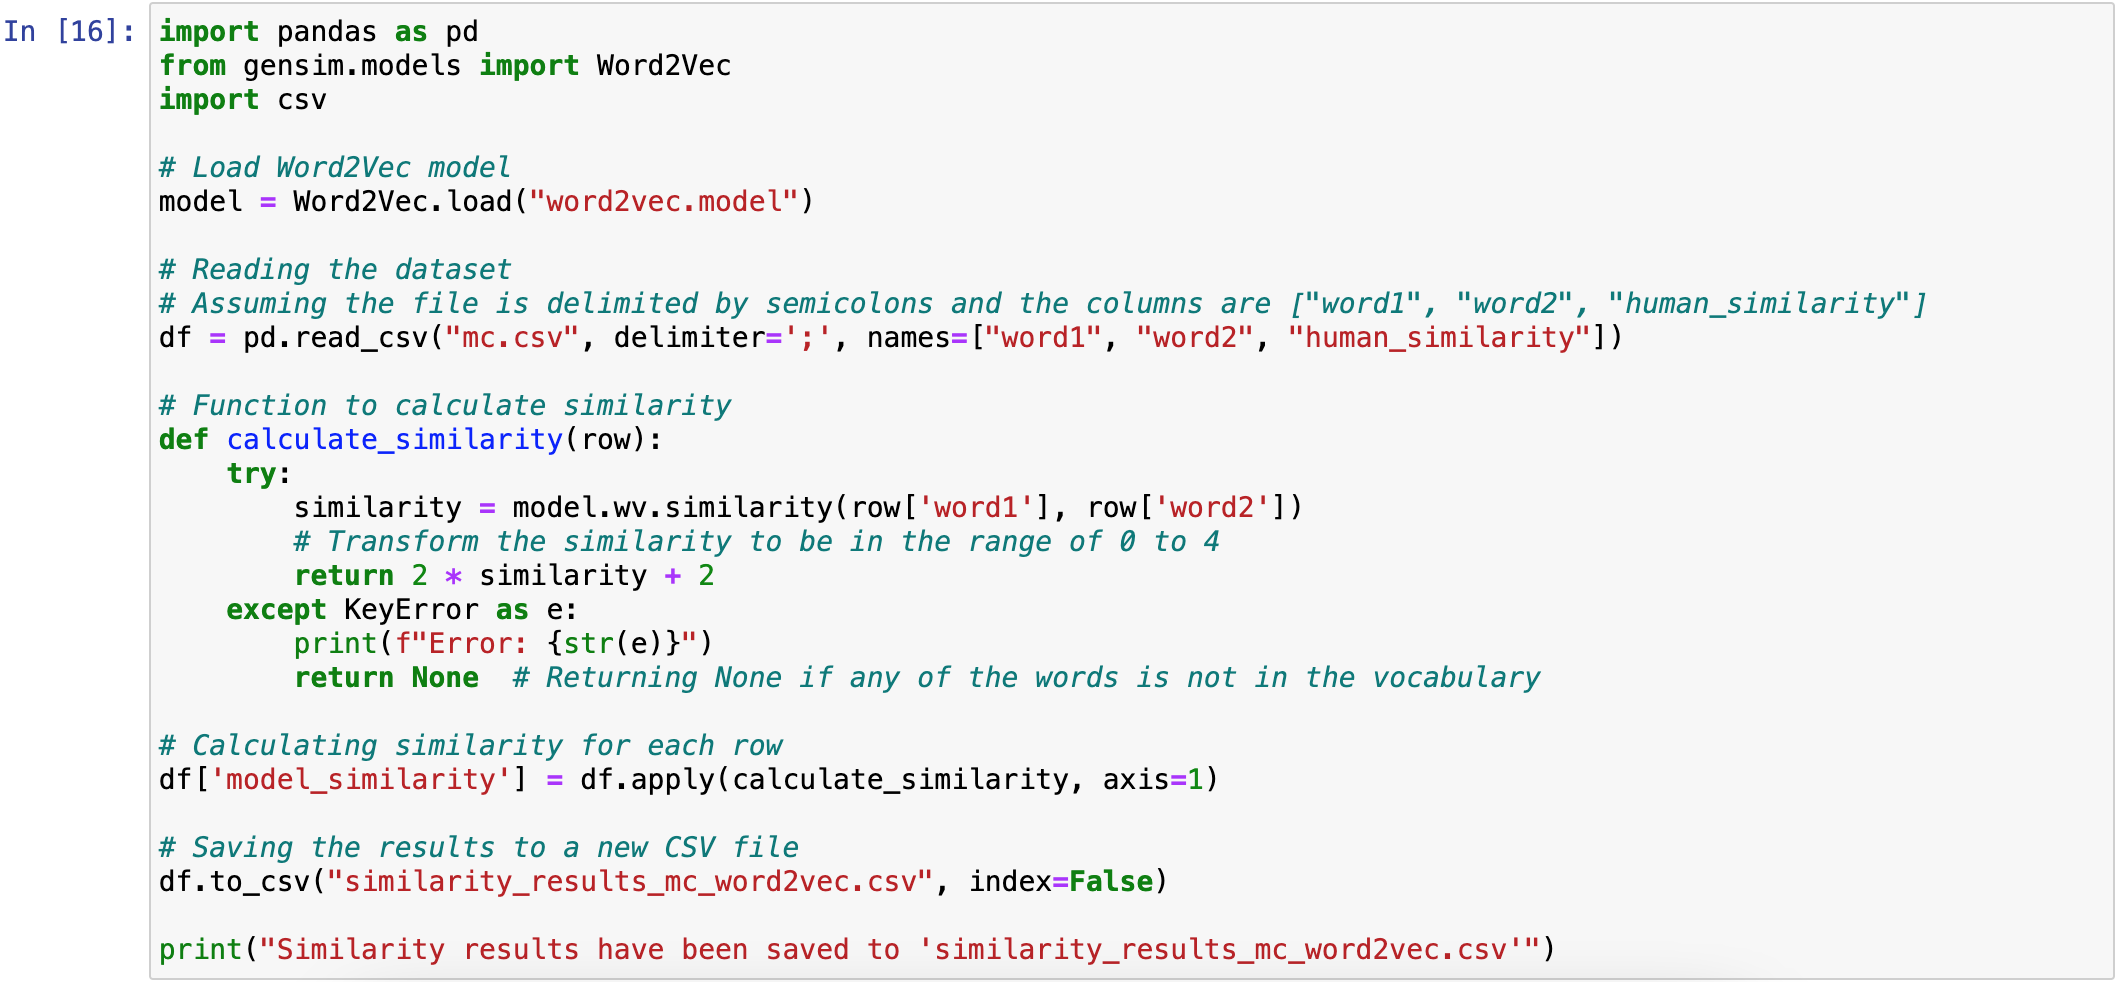 In [16]:
import pandas as pd
from gensim.models import Word2Vec
import csv
# Load Word2Vec model
model = Word2Vec.load("word2vec.model")
# Reading the dataset
# Assuming the file is delimited by semicolons and the columns are ["word1", "word2", "human_similarity"]
df = pd.read_csv("mc.csv", delimiter=';', names=["word1", "word2", "human_similarity"])
# Function to calculate similarity
def calculate_similarity(row):
    try:
        similarity = model.wv.similarity(row['word1'], row['word2'])
        # Transform the similarity to be in the range of 0 to 4
        return 2 * similarity + 2
    except KeyError as e:
        print(f"Error: {str(e)}")
        return None  # Returning None if any of the words is not in the vocabulary
# Calculating similarity for each row
df['model_similarity'] = df.apply(calculate_similarity, axis=1)
# Saving the results to a new CSV file
df.to_csv("similarity_results_mc_word2vec.csv", index=False)
print("Similarity results have been saved to 'similarity_results_mc_word2vec.csv'")